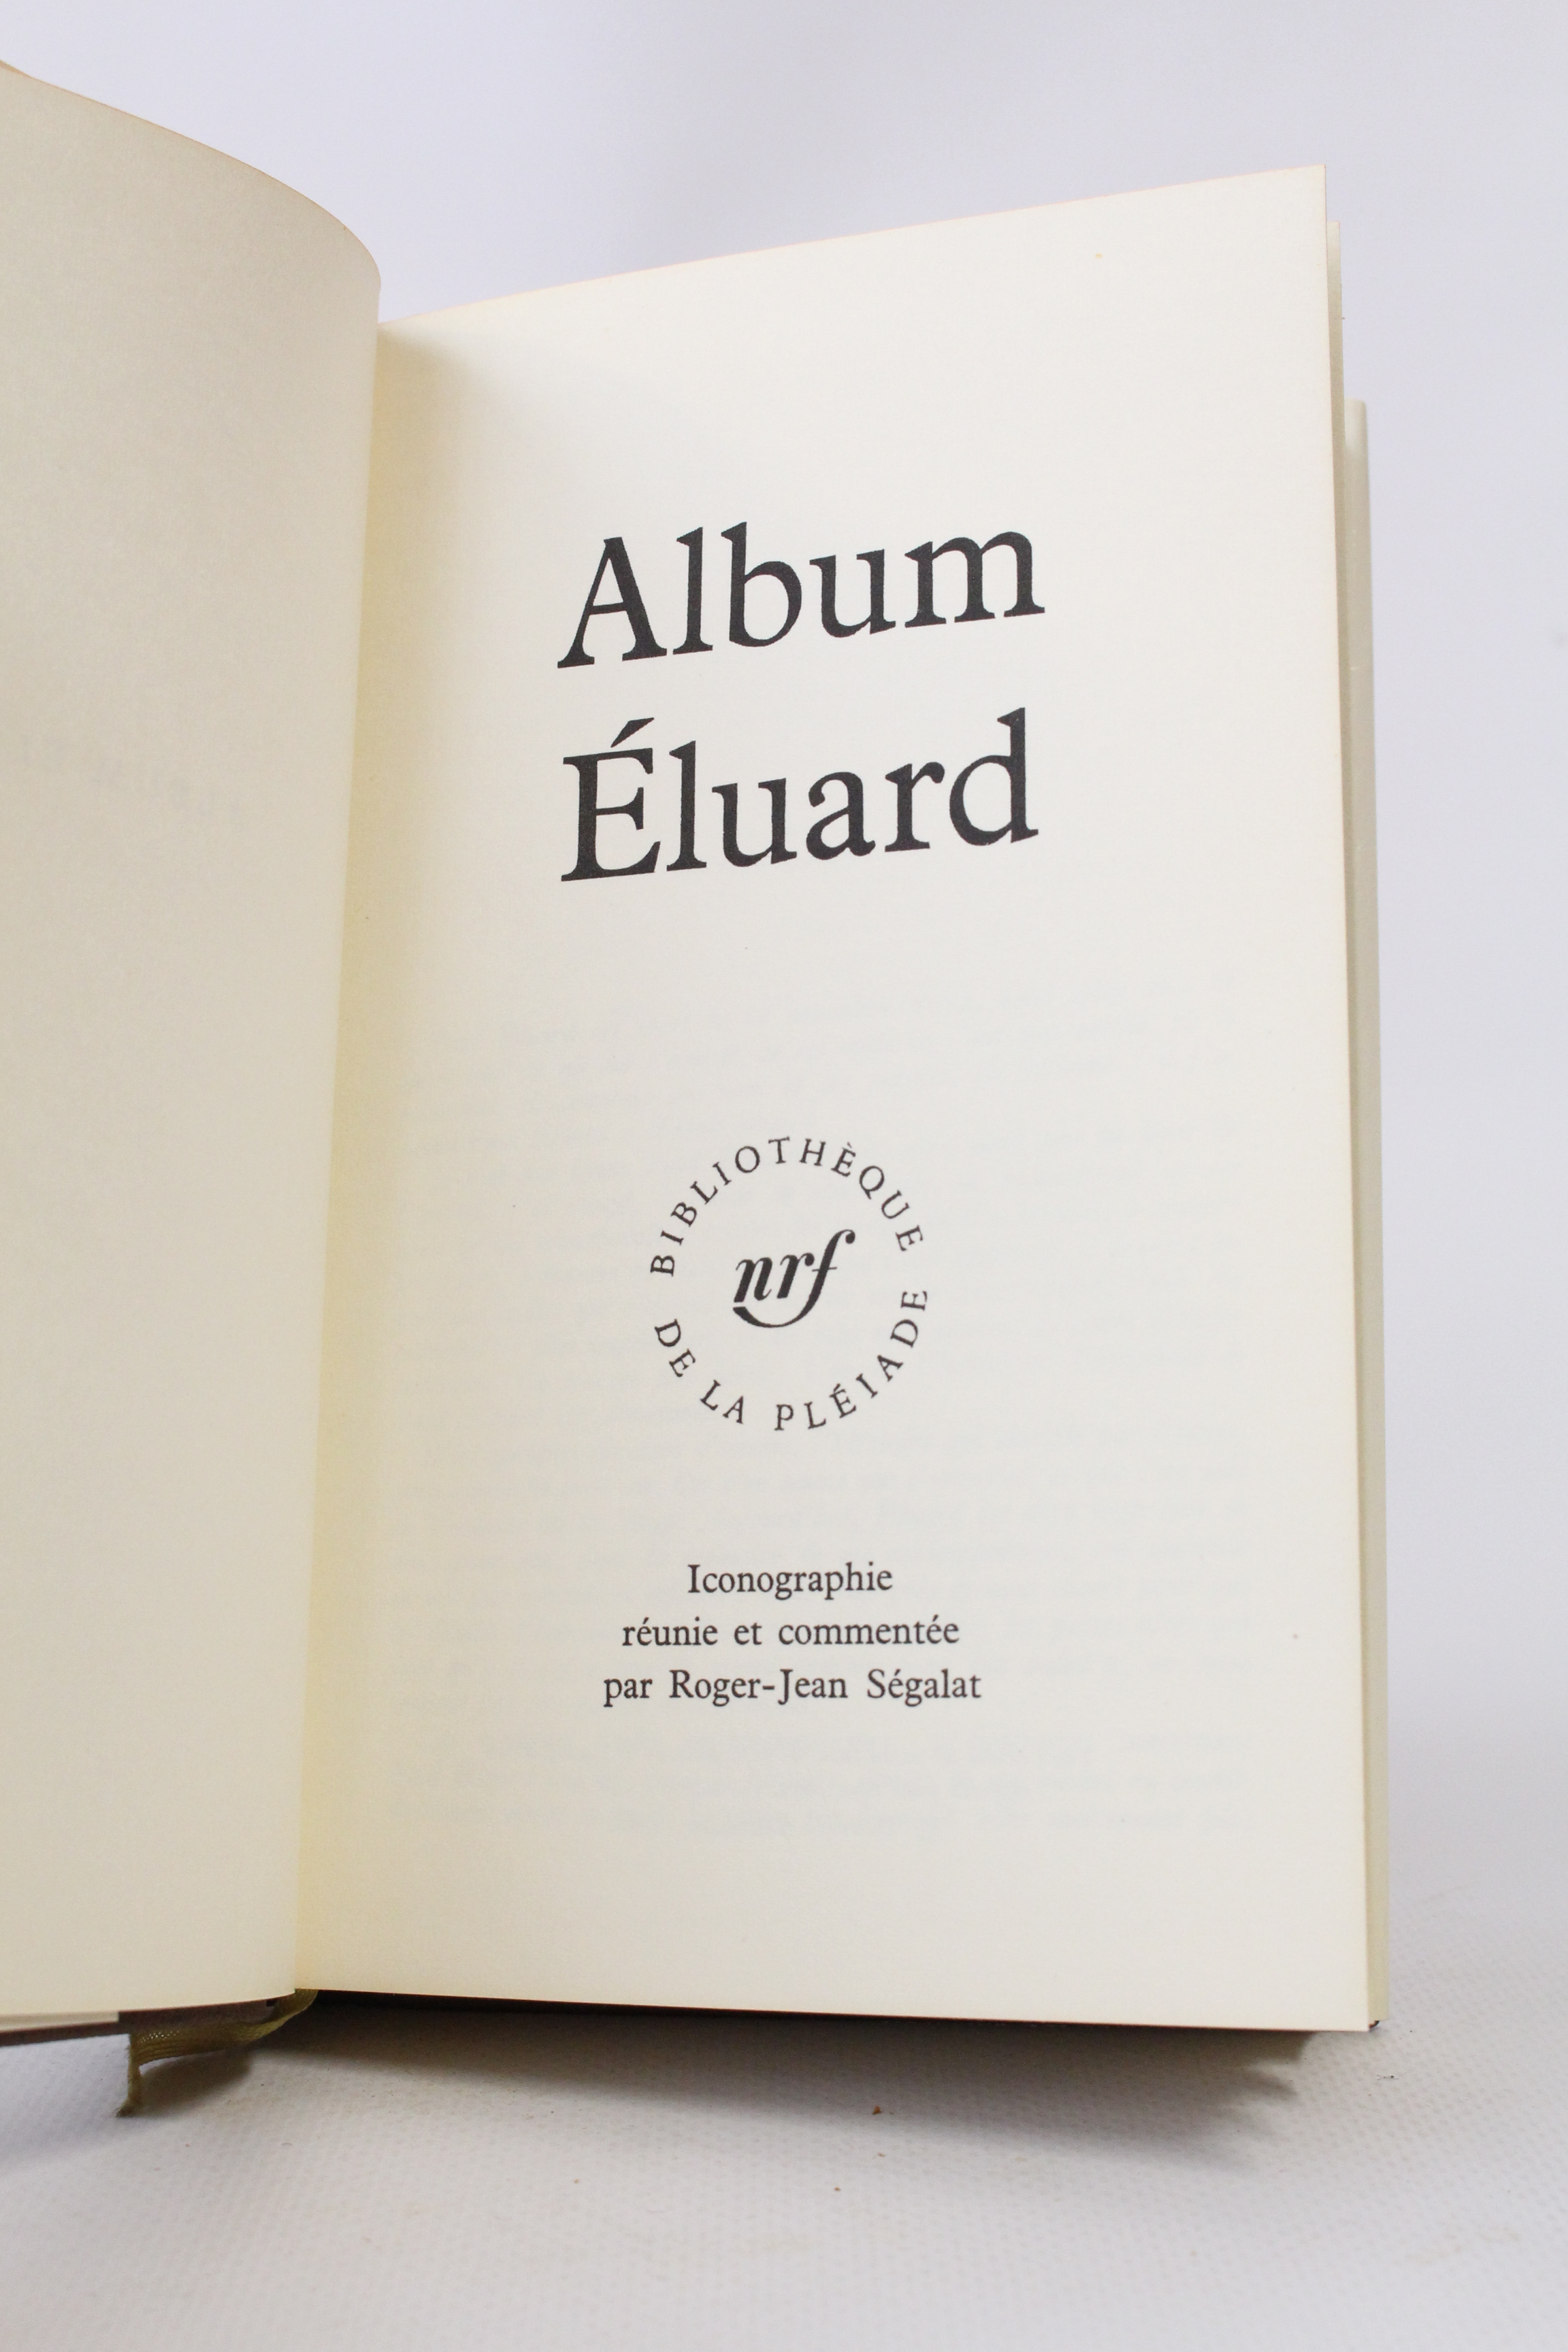 Album
Éluard
BIBLIOTHÈQUE
DE LA PLÉIADE
nrf
Iconographie
réunie et commentée
par Roger-Jean Ségalat